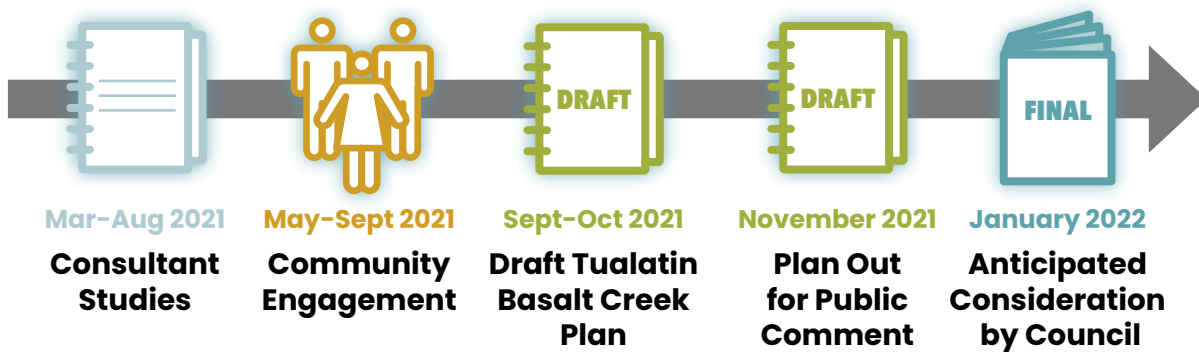 DRAFT
DRAFT
FINAL
Mar-Aug 2021
Consultant
Studies
May-Sept 2021
Community
Engagement
Sept-Oct 2021
Draft Tualatin
Basalt Creek
Plan
November 2021
Plan Out
for Public
Comment
January 2022
Anticipated
Consideration
by Council